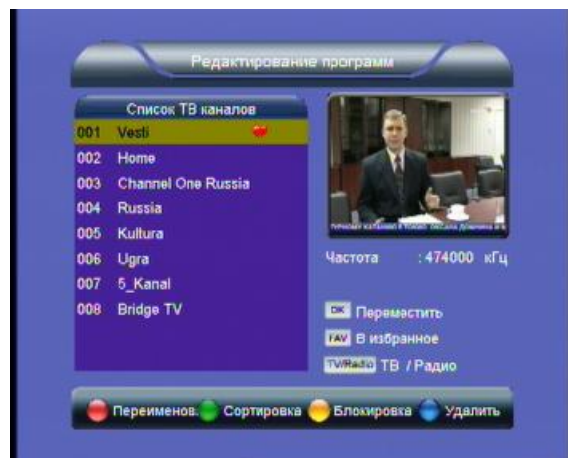 Редактирование программ
Список ТВ каналов
001 Vesti
002 Home
003 Channel One Russia
004 Russia
005 Kultura
006 Ugra
007 5_Kanal
008 Bridge TV
Частота :474000 кГц
OK Переместить
FAV В избранное
TV/Radio ТВ / Радио
Переименов. Сортировка Блокировка Удалить